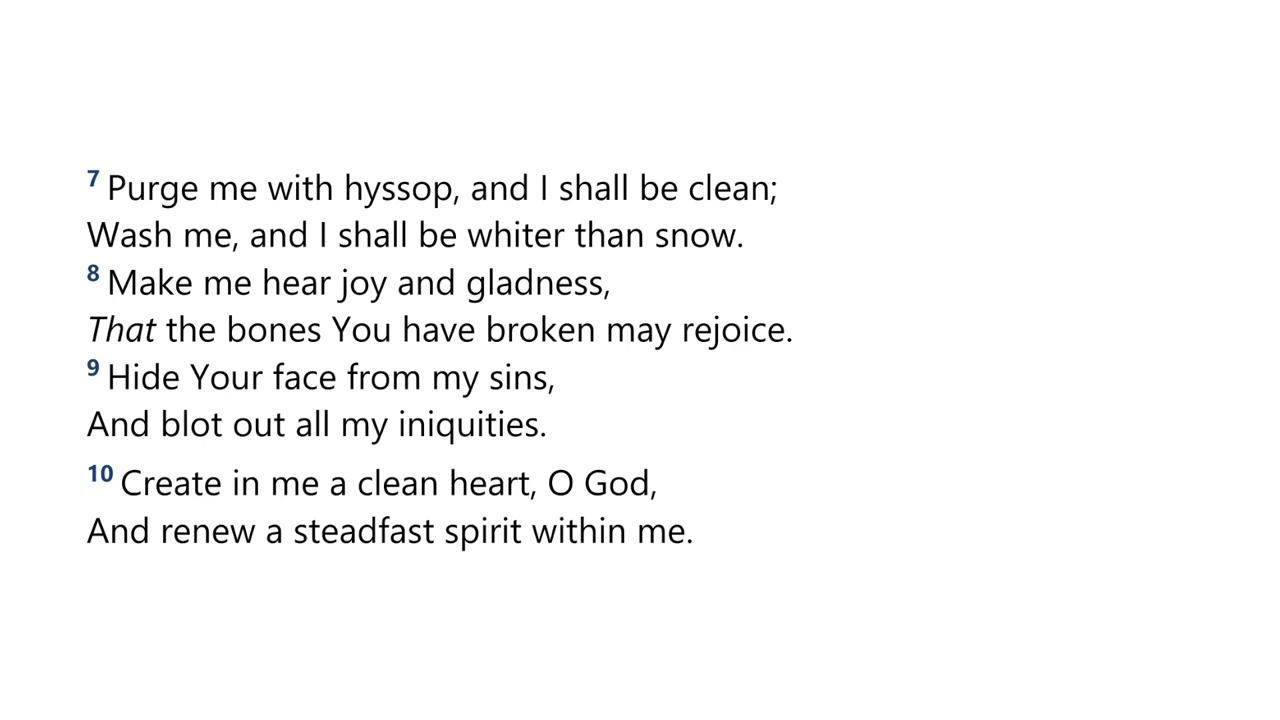 7 Purge me with hyssop, and I shall be clean;
Wash me, and I shall be whiter than snow.
8 Make me hear joy and gladness,
That the bones You have broken may rejoice.
9 Hide Your face from my sins,
And blot out all my iniquities.
10 Create in me a clean heart, O God,
And renew a steadfast spirit within me.